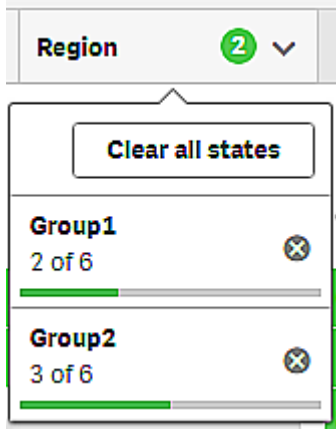 Region 2
Clear all states
Group1
2 of 6
Group2
3 of 6